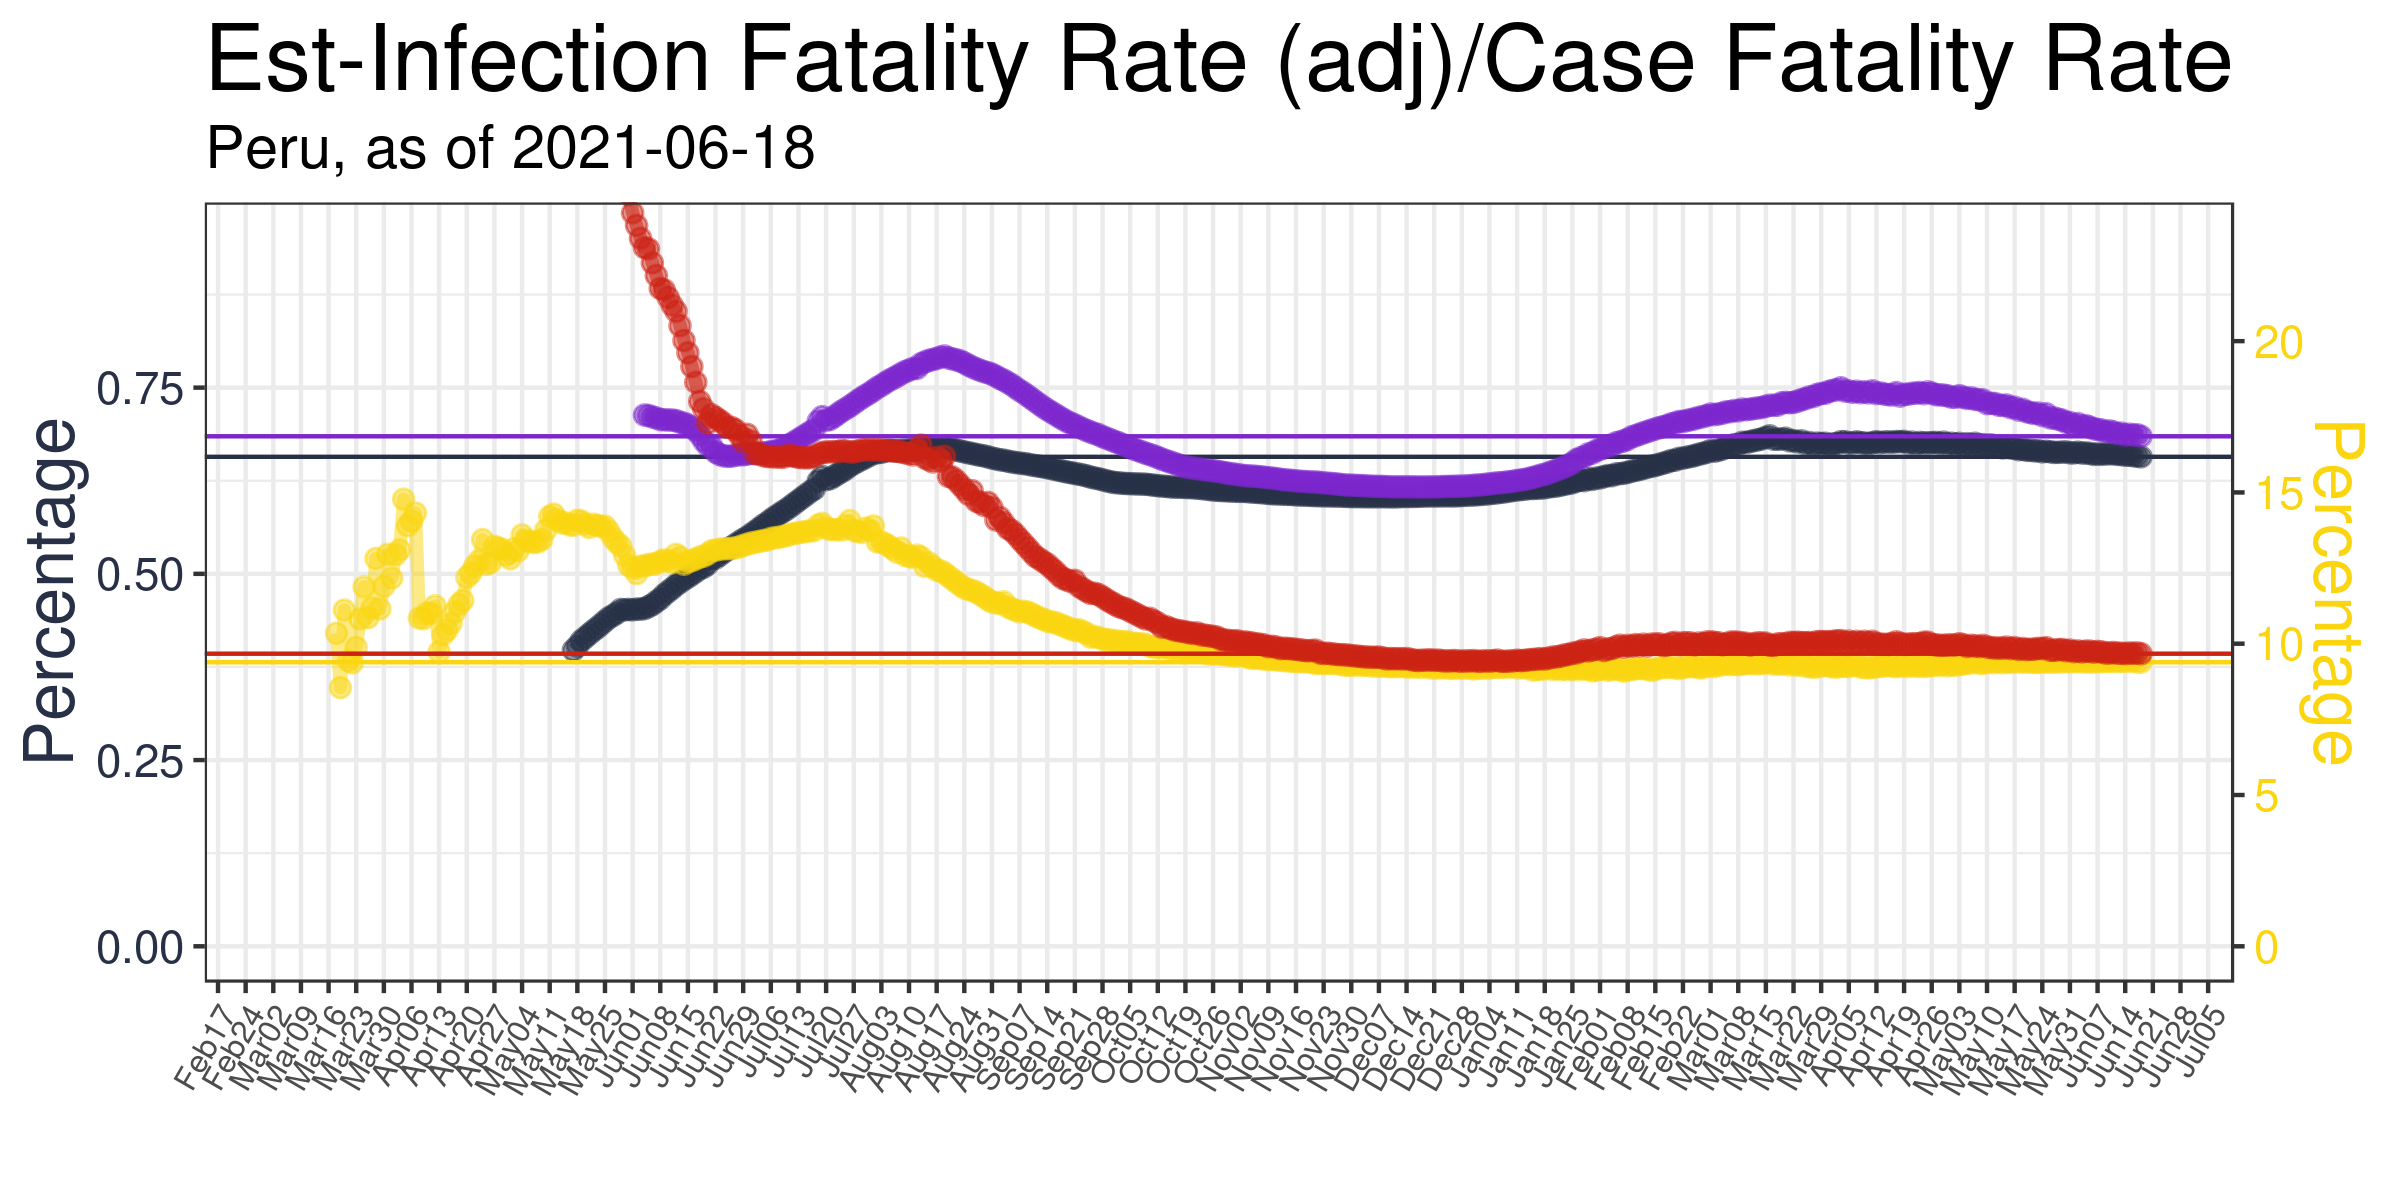 Est-Infection Fatality Rate (adj)/Case Fatality Rate
Peru, as of 2021-06-18
Percentage
0.75
0.50
0.25
0.00
20
15
10
5
0
Percentage
Feb17
Feb24
Mar02
Mar09
Mar16
Mar23
Mar30
Apr06
Apr13
Apr20
Apr27
May04
May11
May18
May25
Jun01
Jun08
Jun15
Jun22
Jun29
Jul06
Jul13
Jul20
Jul27
Aug03
Aug10
Aug17
Aug24
Aug31
Sep07
Sep14
Sep21
Sep28
Oct05
Oct12
Oct19
Oct26
Nov02
Nov09
Nov16
Nov23
Nov30
Dec07
Dec14
Dec21
Dec28
Jan04
Jan11
Jan18
Jan25
Feb01
Feb08
Feb15
Feb22
Mar01
Mar08
Mar15
Mar22
Mar29
Apr05
Apr12
Apr19
Apr26
May03
May10
May17
May24
May31
Jun07
Jun14
Jun21
Jun28
Jul05